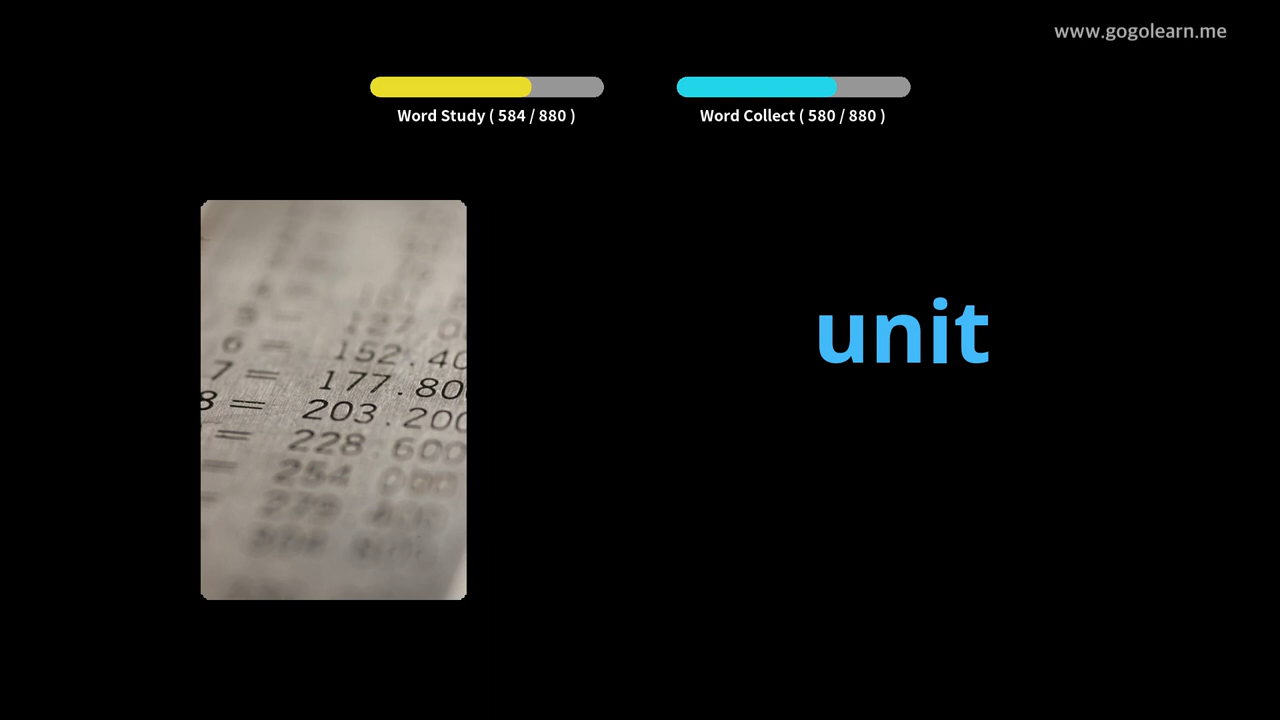 www.gogolearn.me
Word Study ( 584 / 880 )
Word Collect ( 580 / 880 )
unit
6 = 152.40
7 = 177.80
8 = 203.200
= 228.600
= 254 000